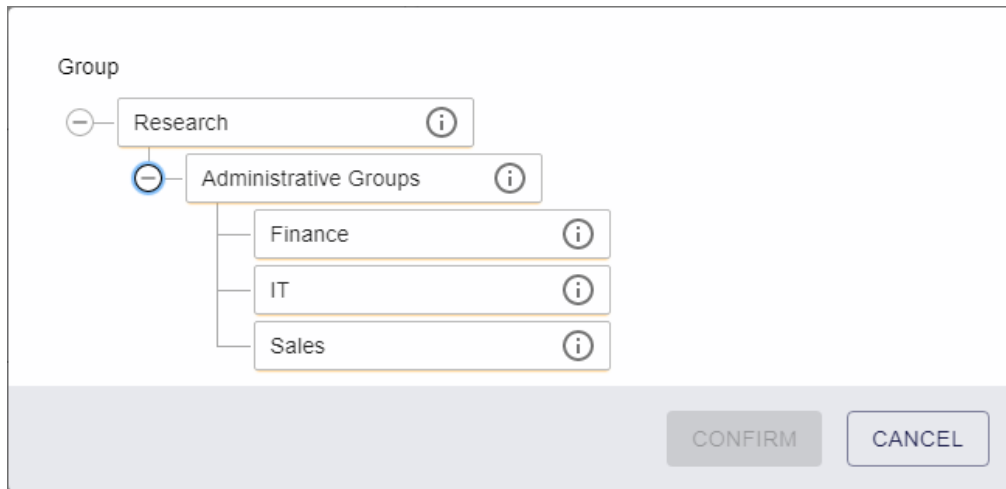 Group
Research
Administrative Groups
Finance
IT
Sales
CONFIRM CANCEL